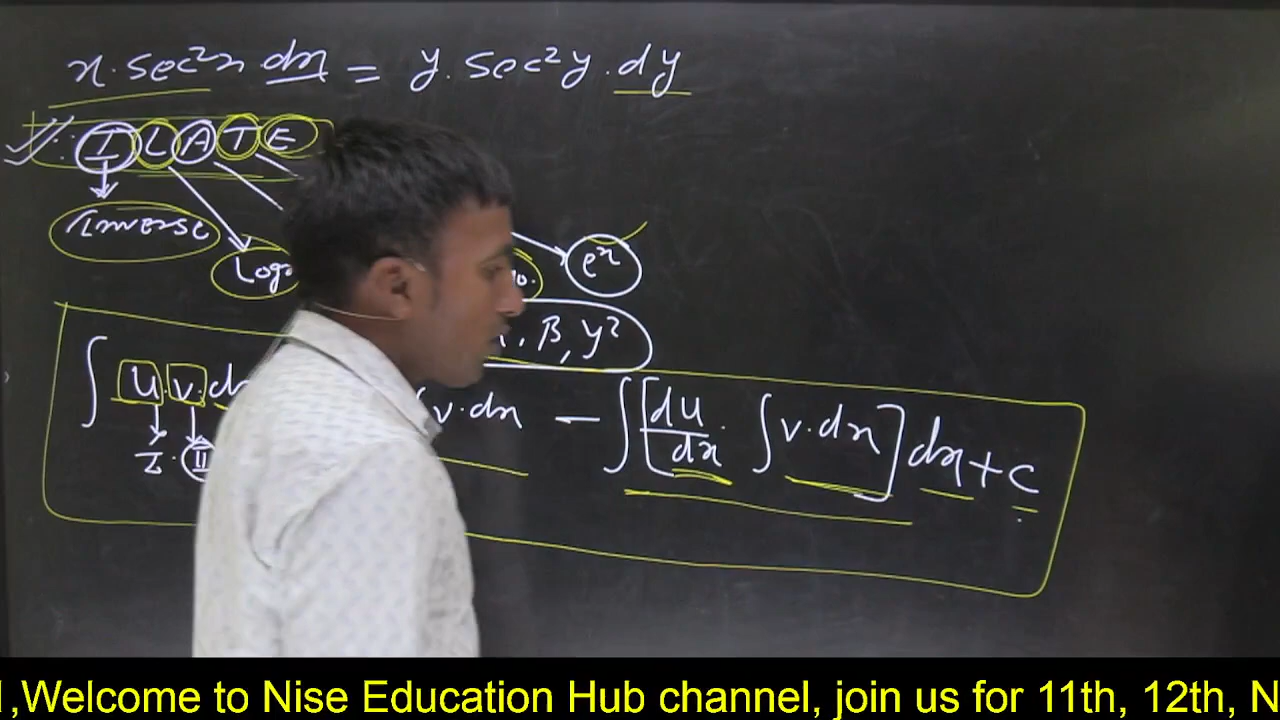 x. sec²x dx = y. sec²y. dy
I L A T E
Inverse
Log
o.
eˣ
β, y²
∫ u.v. dx
∫ v.dx – ∫ [du/dx. ∫ v.dx] dx + c
I. II
,Welcome to Nise Education Hub channel, join us for 11th, 12th, N